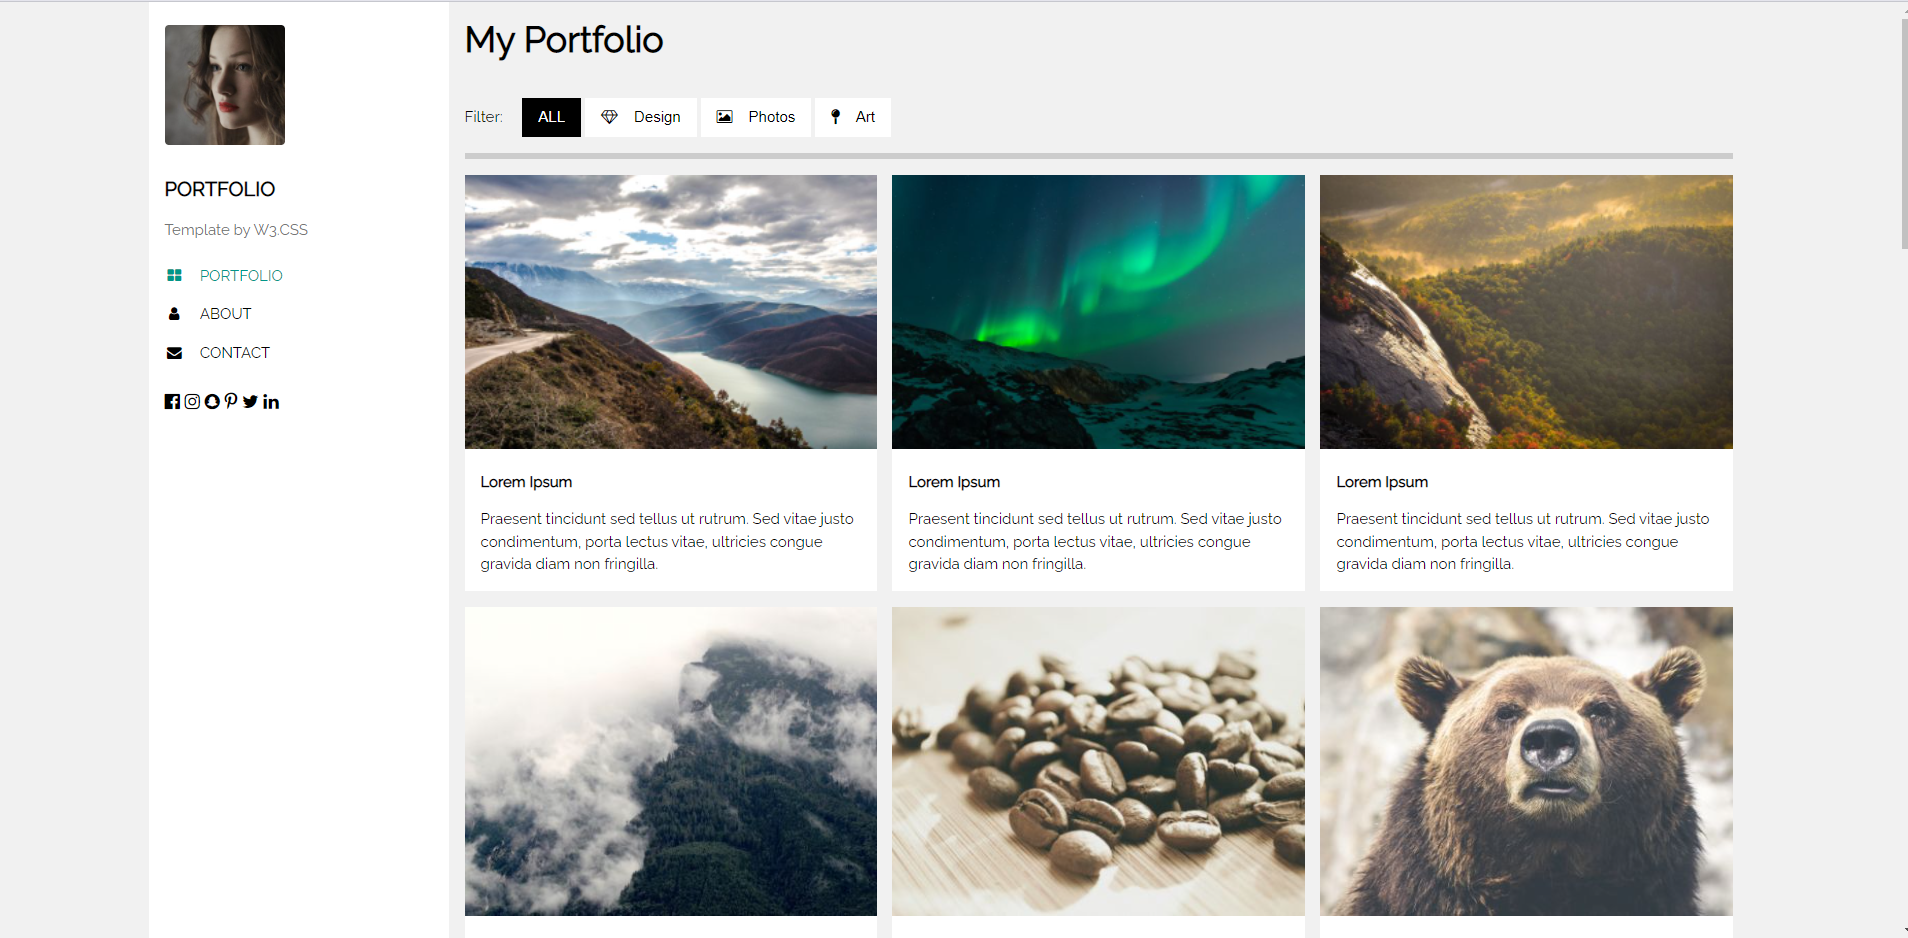 My Portfolio
Filter:
ALL
Design
Photos
Art
PORTFOLIO
Template by W3.CSS
PORTFOLIO
ABOUT
CONTACT
Lorem Ipsum
Praesent tincidunt sed tellus ut rutrum. Sed vitae justo
condimentum, porta lectus vitae, ultricies congue
gravida diam non fringilla.
Lorem Ipsum
Praesent tincidunt sed tellus ut rutrum. Sed vitae justo
condimentum, porta lectus vitae, ultricies congue
gravida diam non fringilla.
Lorem Ipsum
Praesent tincidunt sed tellus ut rutrum. Sed vitae justo
condimentum, porta lectus vitae, ultricies congue
gravida diam non fringilla.